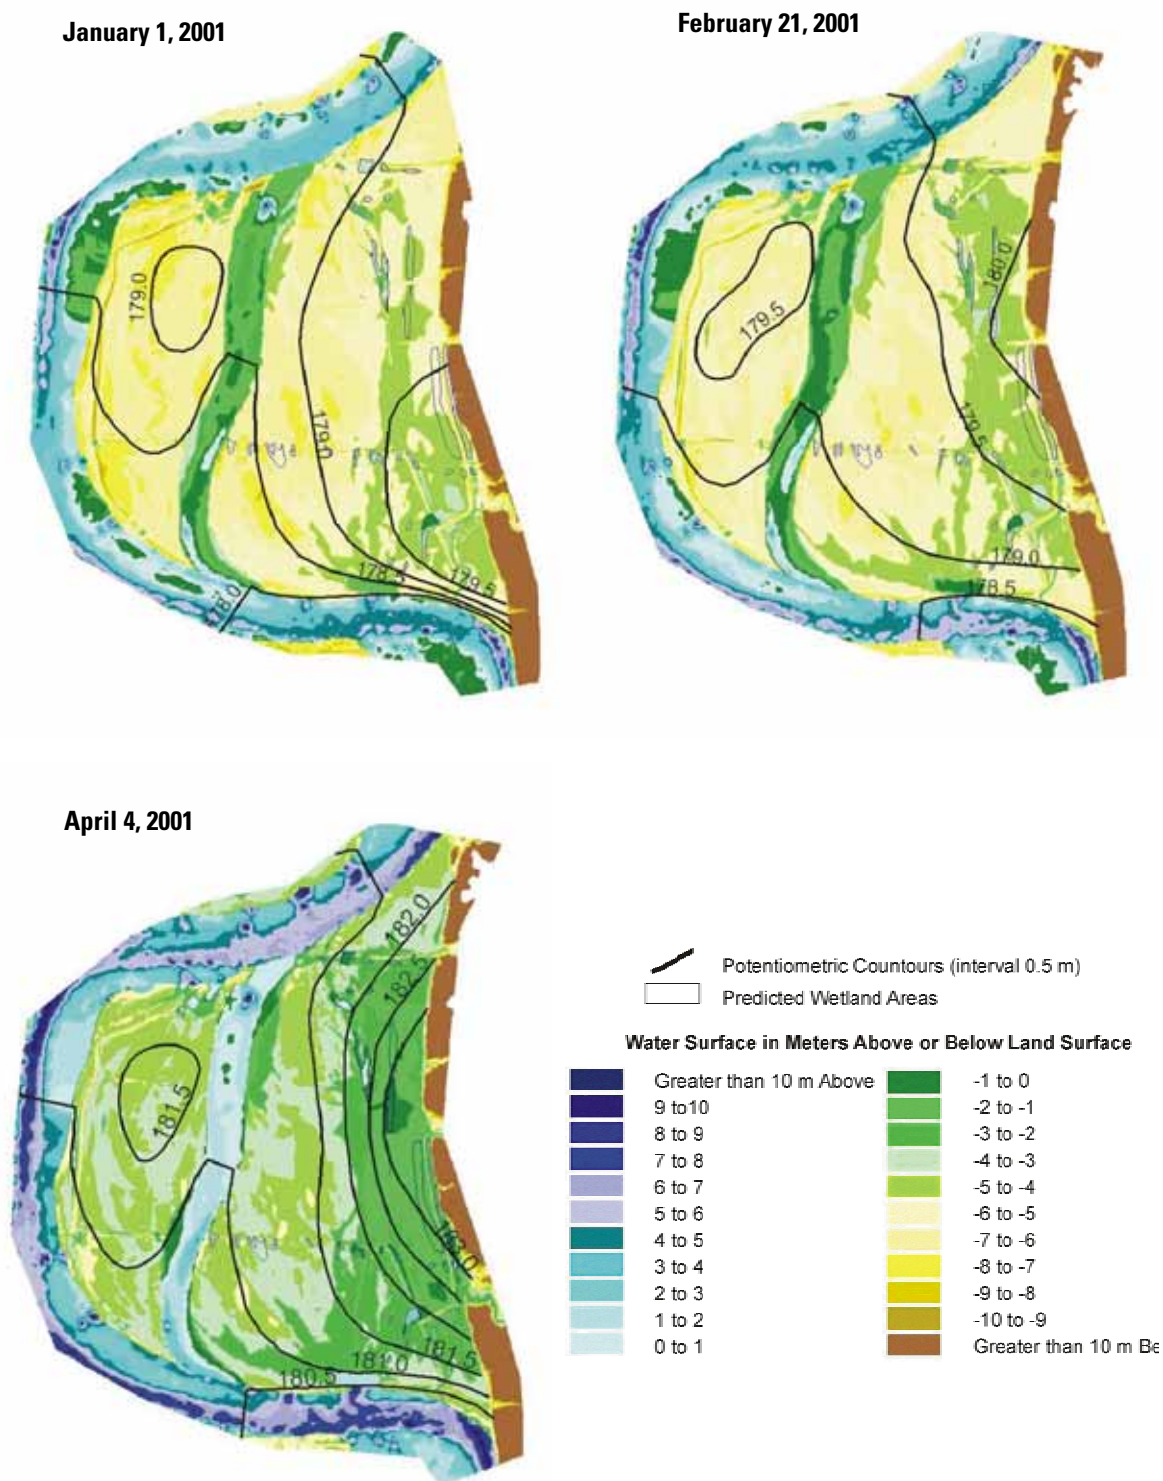 January 1, 2001
February 21, 2001
179.0
179.0
178.5
179.5
178.0
179.5
180.0
179.5
179.0
178.5
April 4, 2001
182.0
182.5
181.5
183.0
181.5
181.0
180.5
Potentiometric Countours (interval 0.5 m)
Predicted Wetland Areas
Water Surface in Meters Above or Below Land Surface
Greater than 10 m Above
9 to10
8 to 9
7 to 8
6 to 7
5 to 6
4 to 5
3 to 4
2 to 3
1 to 2
0 to 1
-1 to 0
-2 to -1
-3 to -2
-4 to -3
-5 to -4
-6 to -5
-7 to -6
-8 to -7
-9 to -8
-10 to -9
Greater than 10 m Be